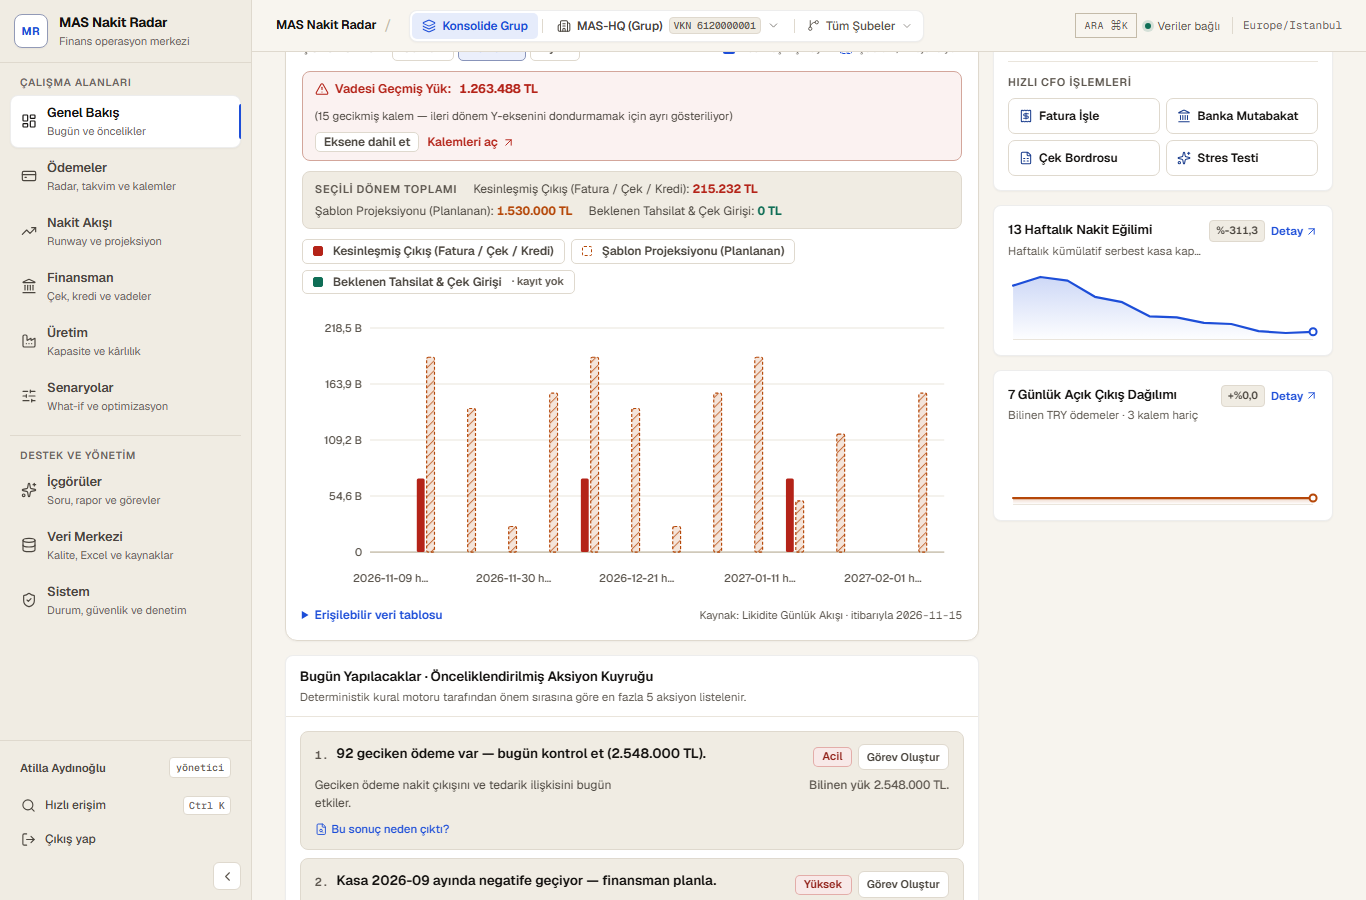 MR
MAS Nakit Radar
Finans operasyon merkezi
ÇALIŞMA ALANLARI
Genel Bakış
Bugün ve öncelikler
Ödemeler
Radar, takvim ve kalemler
Nakit Akışı
Runway ve projeksiyon
Finansman
Çek, kredi ve vadeler
Üretim
Kapasite ve kârlılık
Senaryolar
What-if ve optimizasyon
DESTEK VE YÖNETİM
İçgörüler
Soru, rapor ve görevler
Veri Merkezi
Kalite, Excel ve kaynaklar
Sistem
Durum, güvenlik ve denetim
Atilla Aydınoğlu
yönetici
Hızlı erişim
Ctrl K
Çıkış yap
MAS Nakit Radar /
Konsolide Grup
MAS-HQ (Grup) VKN 6120000001
Tüm Şubeler
ARA ⌘K
Veriler bağlı
Europe/Istanbul
Vadesi Geçmiş Yük: 1.263.488 TL
(15 gecikmiş kalem — ileri dönem Y-eksenini dondurmamak için ayrı gösteriliyor)
Eksene dahil et
Kalemleri aç
SEÇİLİ DÖNEM TOPLAMI Kesinleşmiş Çıkış (Fatura / Çek / Kredi): 215.232 TL
Şablon Projeksiyonu (Planlanan): 1.530.000 TL Beklenen Tahsilat & Çek Girişi: 0 TL
Kesinleşmiş Çıkış (Fatura / Çek / Kredi)
Şablon Projeksiyonu (Planlanan)
Beklenen Tahsilat & Çek Girişi · kayıt yok
218,5 B
163,9 B
109,2 B
54,6 B
0
2026-11-09 h…
2026-11-30 h…
2026-12-21 h…
2027-01-11 h…
2027-02-01 h…
Erişilebilir veri tablosu
Kaynak: Likidite Günlük Akışı · itibarıyla 2026-11-15
Bugün Yapılacaklar · Önceliklendirilmiş Aksiyon Kuyruğu
Deterministik kural motoru tarafından önem sırasına göre en fazla 5 aksiyon listelenir.
1. 92 geciken ödeme var — bugün kontrol et (2.548.000 TL).
Acil
Görev Oluştur
Geciken ödeme nakit çıkışını ve tedarik ilişkisini bugün
etkiler.
Bilinen yük 2.548.000 TL.
Bu sonuç neden çıktı?
2. Kasa 2026-09 ayında negatife geçiyor — finansman planla.
Yüksek
Görev Oluştur
HIZLI CFO İŞLEMLERİ
Fatura İşle
Banka Mutabakat
Çek Bordrosu
Stres Testi
13 Haftalık Nakit Eğilimi
%-311,3
Detay
Haftalık kümülatif serbest kasa kap…
7 Günlük Açık Çıkış Dağılımı
+%0,0
Detay
Bilinen TRY ödemeler · 3 kalem hariç